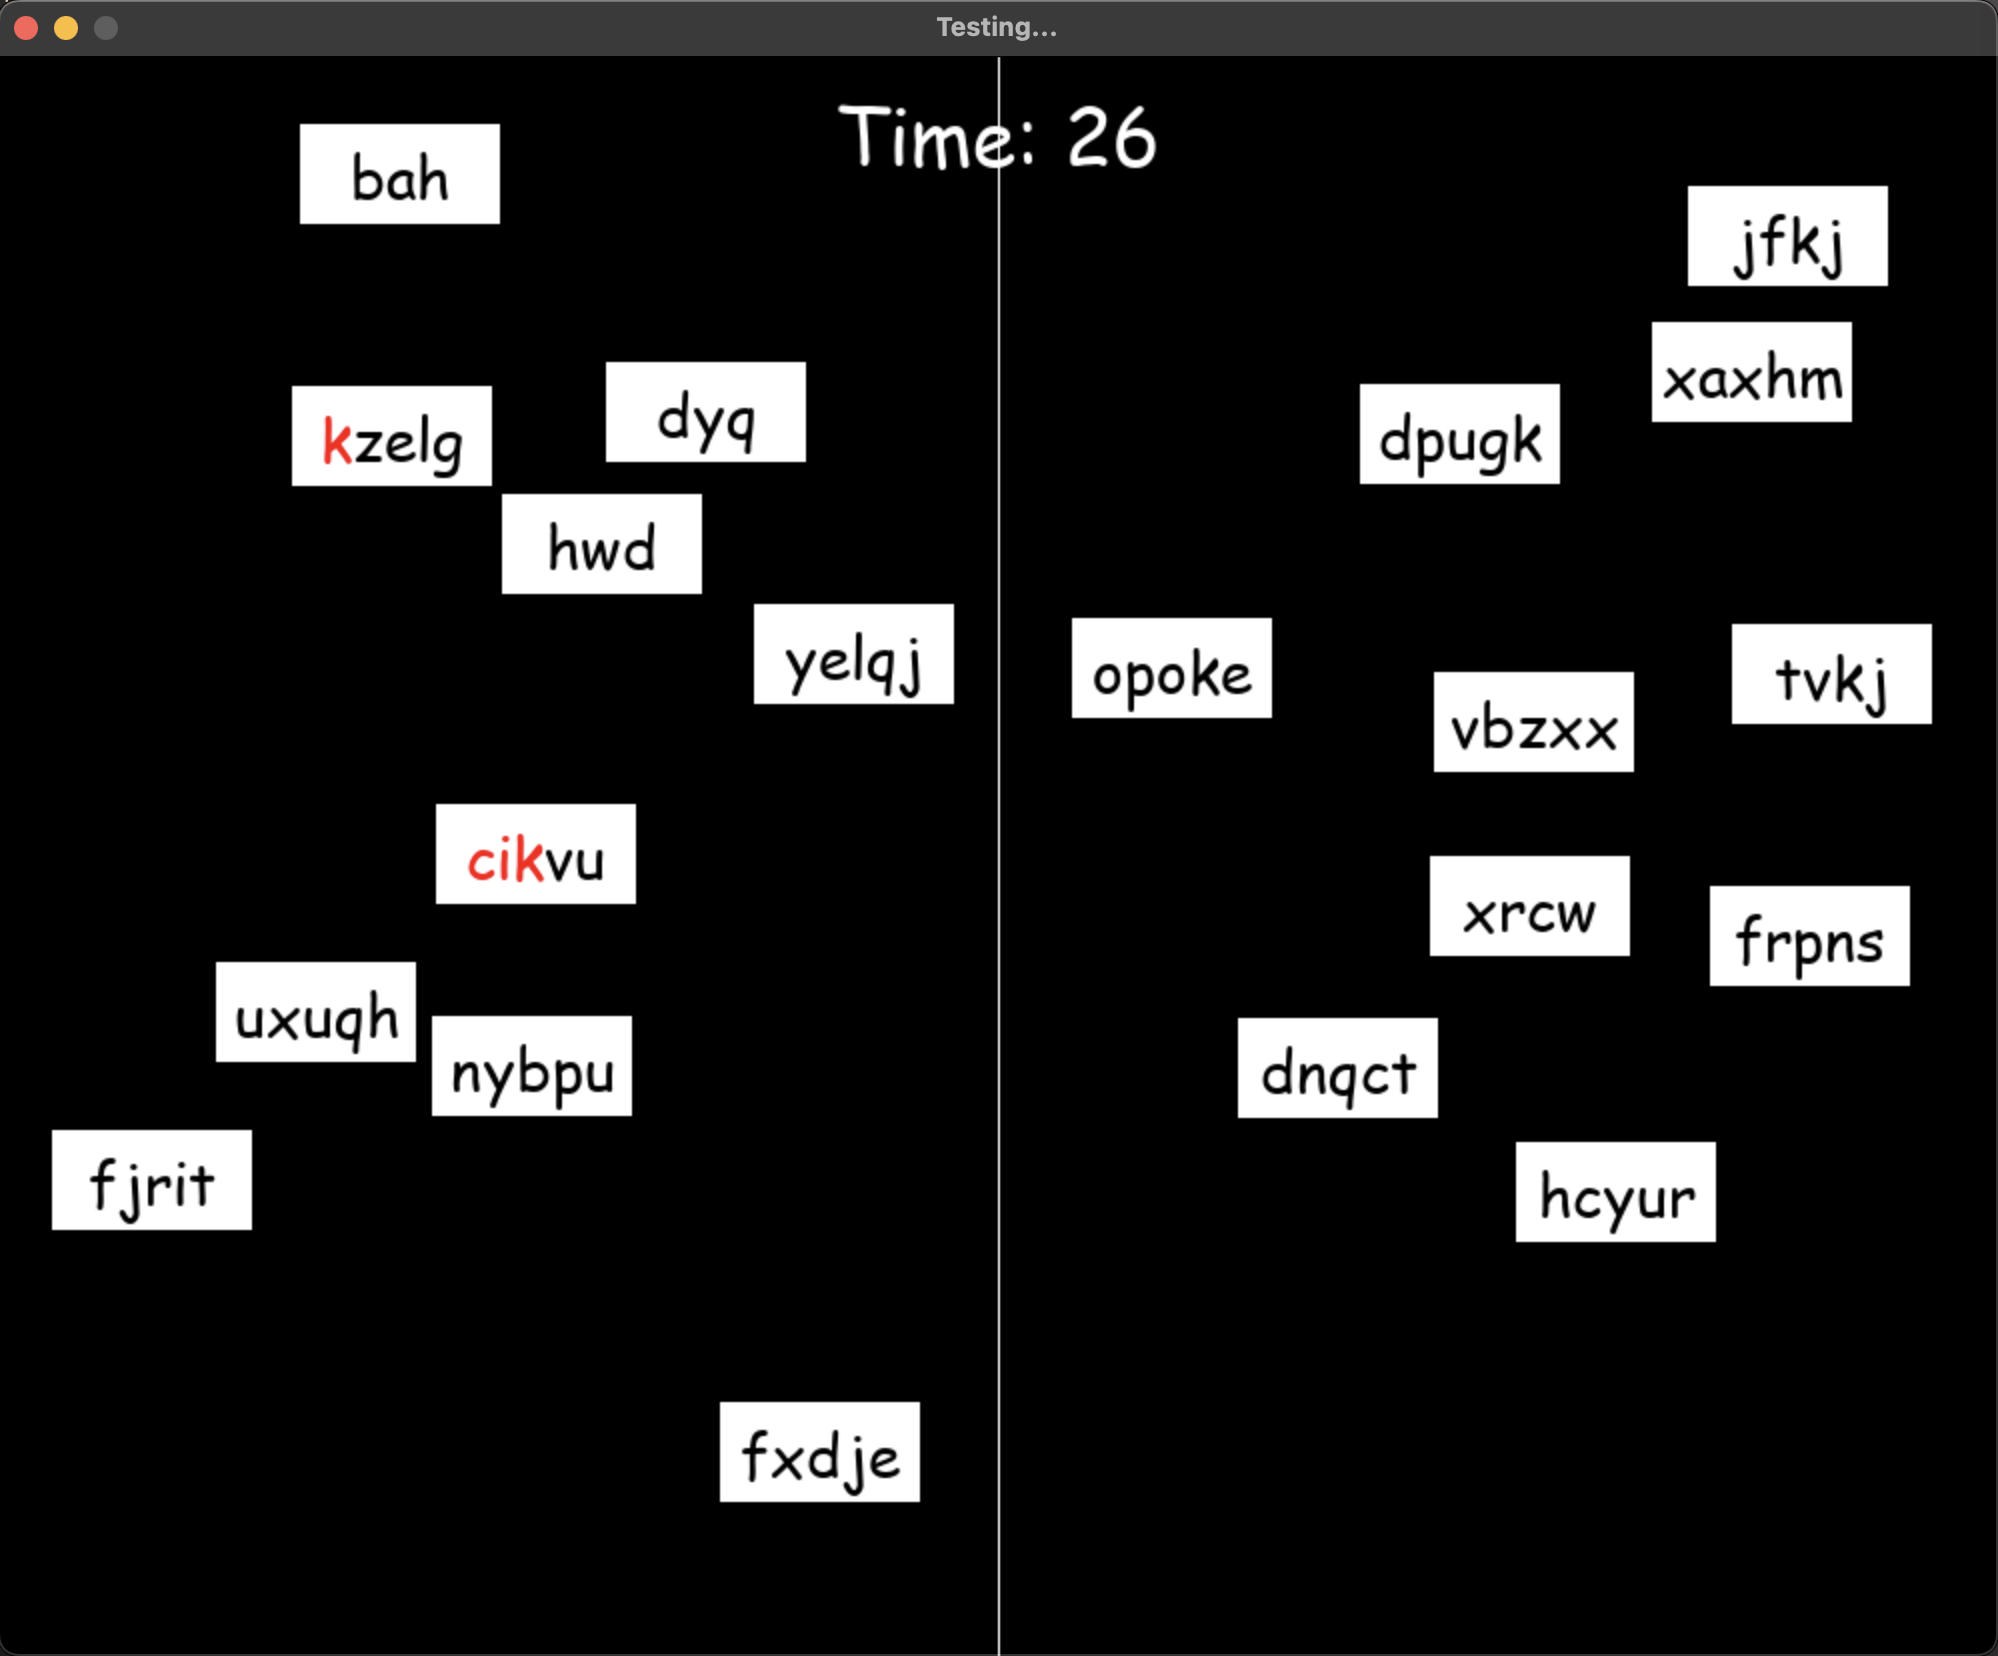 Testing...
Time: 26
bah
kzelg
dyq
hwd
yelqj
cikvu
uxuqh
nybpu
fjrit
fxdje
jfkj
xaxhm
dpugk
opoke
tvkj
vbzxx
xrcw
frpns
dnqct
hcyur